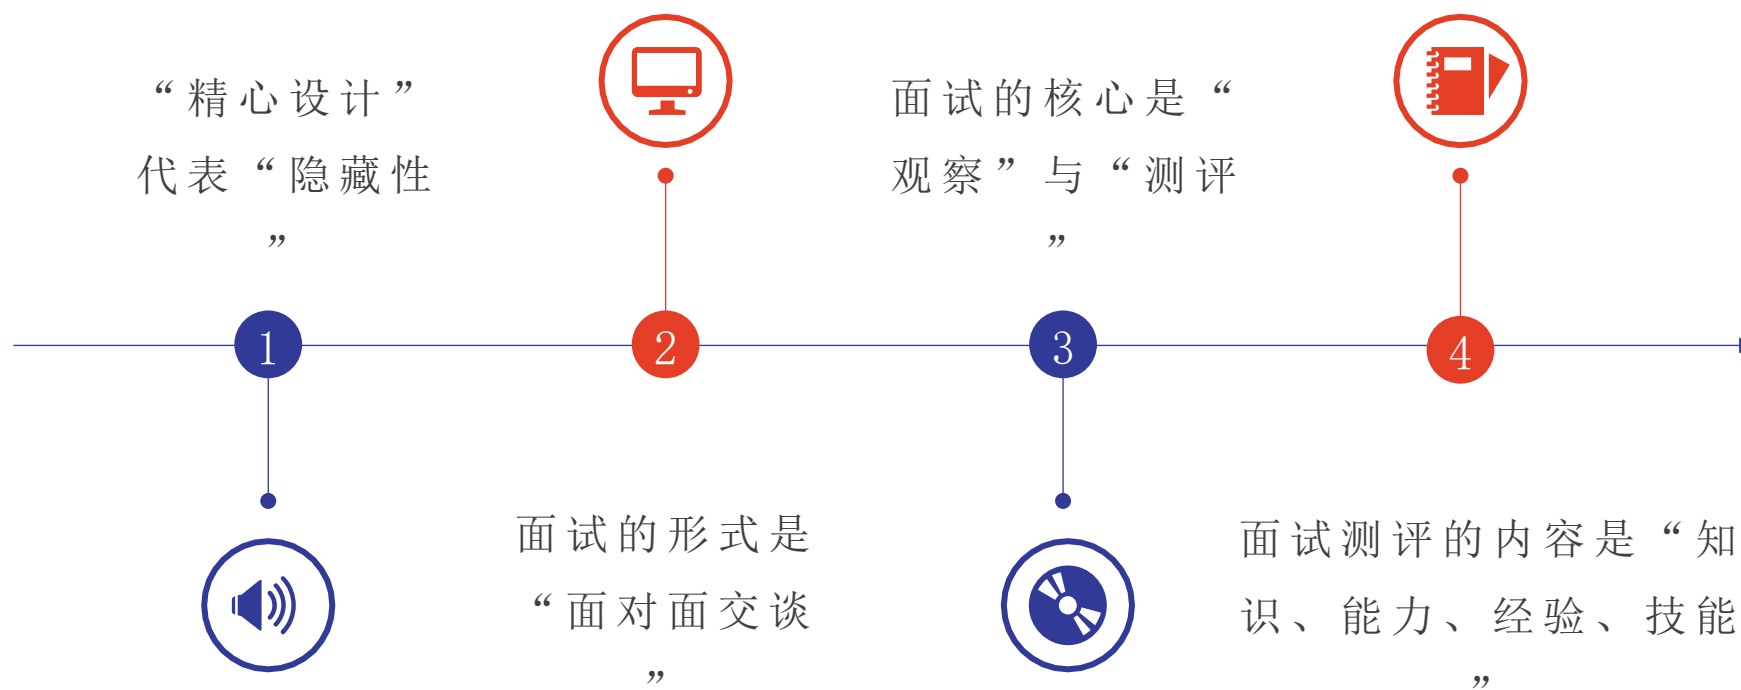 “精心设计”
代表“隐藏性
”
1
面试的形式是
“面对面交谈
”
2
面试的核心是“
观察”与“测评
”
3
面试测评的内容是“知
识、能力、经验、技能
”
4